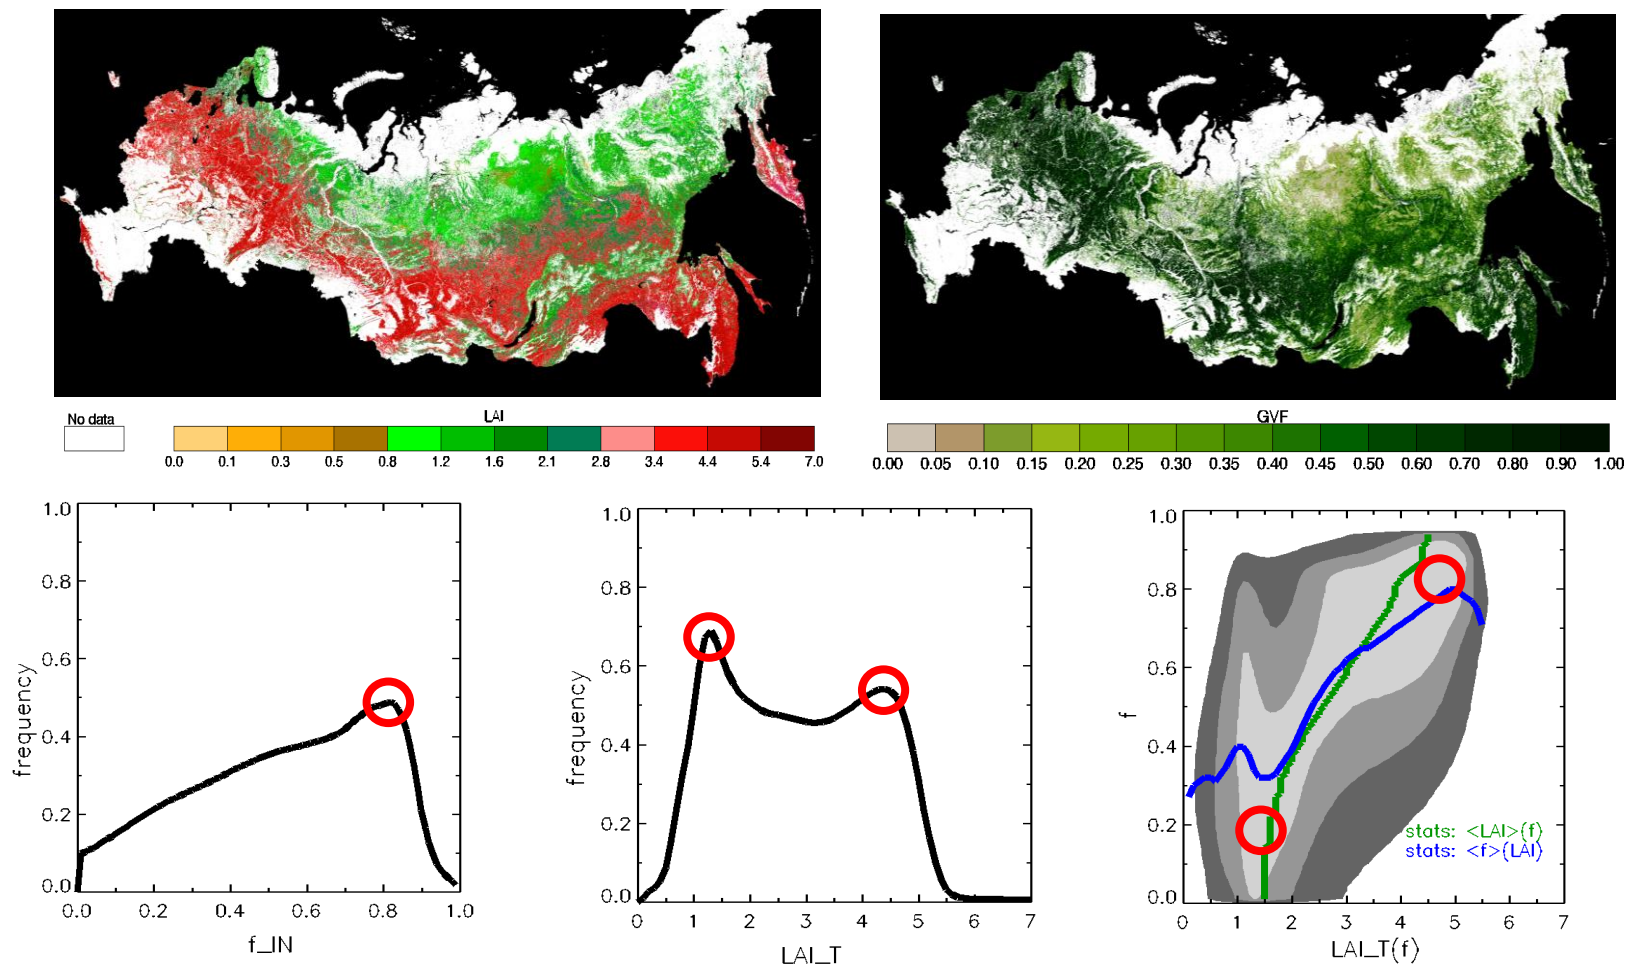 No data
LAI
0.0 0.1 0.3 0.5 0.8 1.2 1.6 2.1 2.8 3.4 4.4 5.4 7.0
GVF
0.00 0.05 0.10 0.15 0.20 0.25 0.30 0.35 0.40 0.45 0.50 0.60 0.70 0.80 0.90 1.00
1.0
0.8
0.6
0.4
0.2
0.0
frequency
0.0 0.2 0.4 0.6 0.8 1.0
f_IN
1.0
0.8
0.6
0.4
0.2
0.0
frequency
0 1 2 3 4 5 6 7
LAI_T
1.0
0.8
0.6
0.4
0.2
0.0
f
stats: <LAI>(f)
stats: <f>(LAI)
0 1 2 3 4 5 6 7
LAI_T(f)